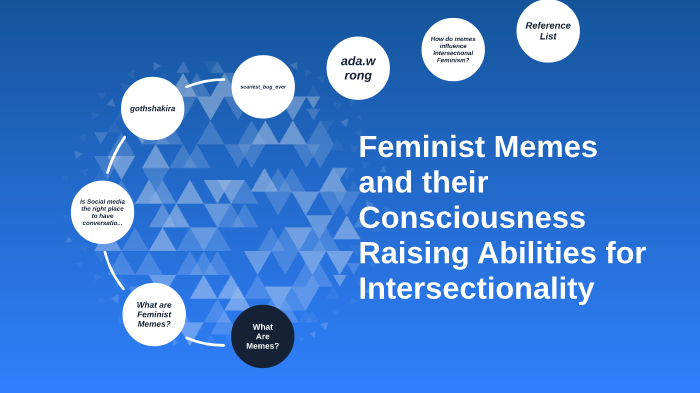 Reference
List
How do memes
influence
Intersectional
Feminism?
ada.w
rong
scariest_bug_ever
gothshakira
Feminist Memes
and their
Consciousness
Raising Abilities for
Intersectionality
Is Social media
the right place
to have
conversatio...
What are
Feminist
Memes?
What
Are
Memes?